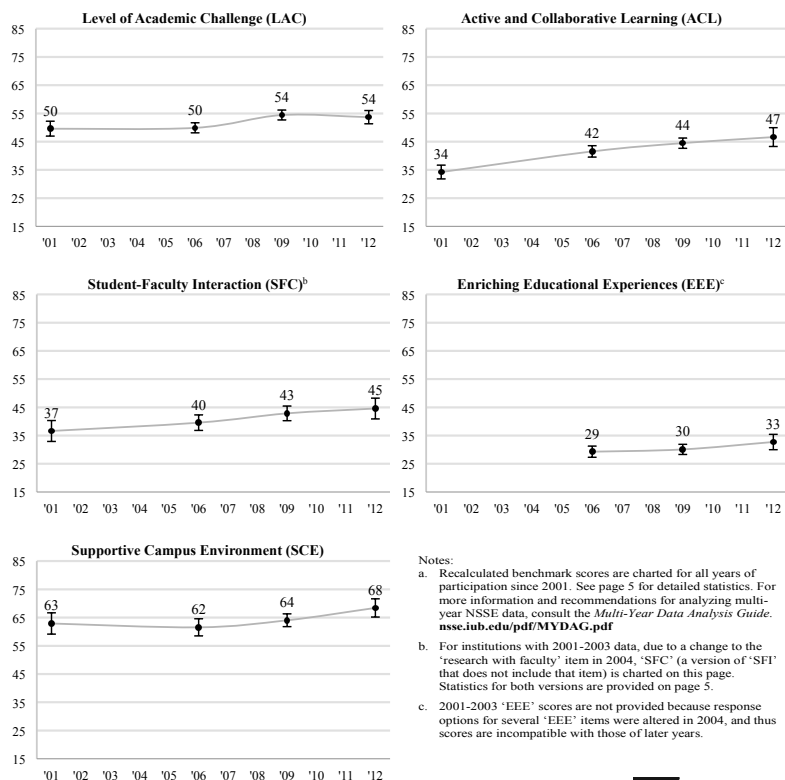 Level of Academic Challenge (LAC)
85
75
65
55
45
35
25
15
50
50
54
54
'01 '02 '03 '04 '05 '06 '07 '08 '09 '10 '11 '12
Active and Collaborative Learning (ACL)
85
75
65
55
45
35
25
15
34
42
44
47
'01 '02 '03 '04 '05 '06 '07 '08 '09 '10 '11 '12
Student-Faculty Interaction (SFC)b
85
75
65
55
45
35
25
15
37
40
43
45
'01 '02 '03 '04 '05 '06 '07 '08 '09 '10 '11 '12
Enriching Educational Experiences (EEE)c
85
75
65
55
45
35
25
15
29
30
33
'01 '02 '03 '04 '05 '06 '07 '08 '09 '10 '11 '12
Supportive Campus Environment (SCE)
85
75
65
55
45
35
25
15
63
62
64
68
'01 '02 '03 '04 '05 '06 '07 '08 '09 '10 '11 '12
Notes:
a. Recalculated benchmark scores are charted for all years of
participation since 2001. See page 5 for detailed statistics. For
more information and recommendations for analyzing multi-
year NSSE data, consult the Multi-Year Data Analysis Guide.
nsse.iub.edu/pdf/MYDAG.pdf
b. For institutions with 2001-2003 data, due to a change to the
‘research with faculty’ item in 2004, ‘SFC’ (a version of ‘SFI’
that does not include that item) is charted on this page.
Statistics for both versions are provided on page 5.
c. 2001-2003 ‘EEE’ scores are not provided because response
options for several ‘EEE’ items were altered in 2004, and thus
scores are incompatible with those of later years.